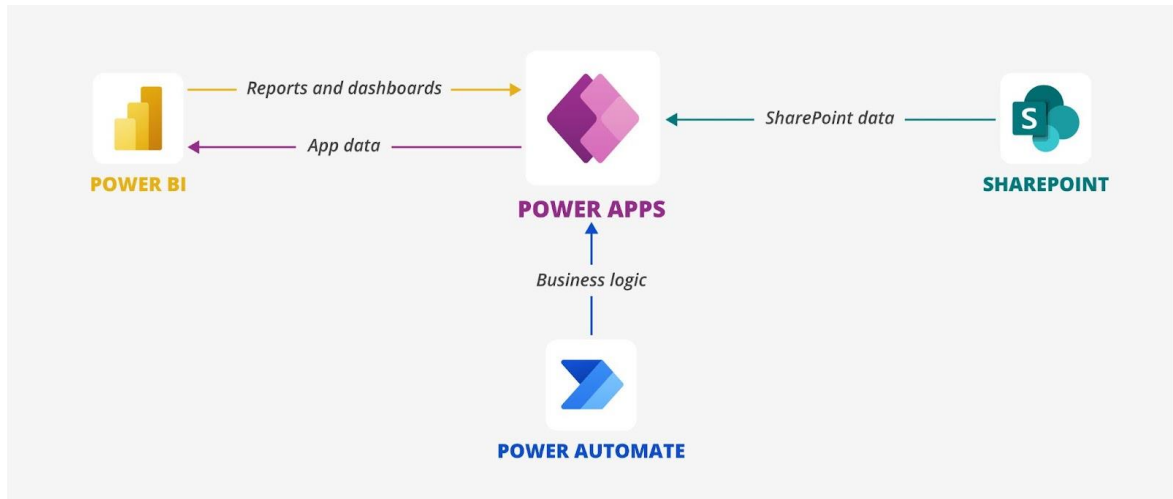 Reports and dashboards
App data
POWER BI
POWER APPS
SharePoint data
S
SHAREPOINT
Business logic
POWER AUTOMATE